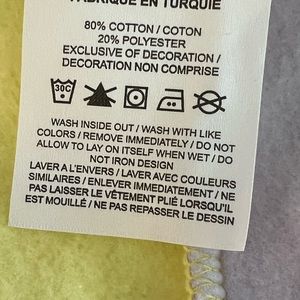 FABRIQUÉ EN TURQUIE
80% COTTON / COTON
20% POLYESTER
EXCLUSIVE OF DECORATION /
DECORATION NON COMPRISE
30C
WASH INSIDE OUT / WASH WITH LIKE
COLORS / REMOVE IMMEDIATELY / DO NOT
ALLOW TO LAY ON ITSELF WHEN WET / DO
NOT IRON DESIGN
LAVER A L'ENVERS / LAVER AVEC COULEURS
SIMILAIRES / ENLEVER IMMEDIATEMENT / NE
PAS LAISSER LE VÊTEMENT PLIÉ LORSQU'IL
EST MOUILLÉ / NE PAS REPASSER LE DESSIN